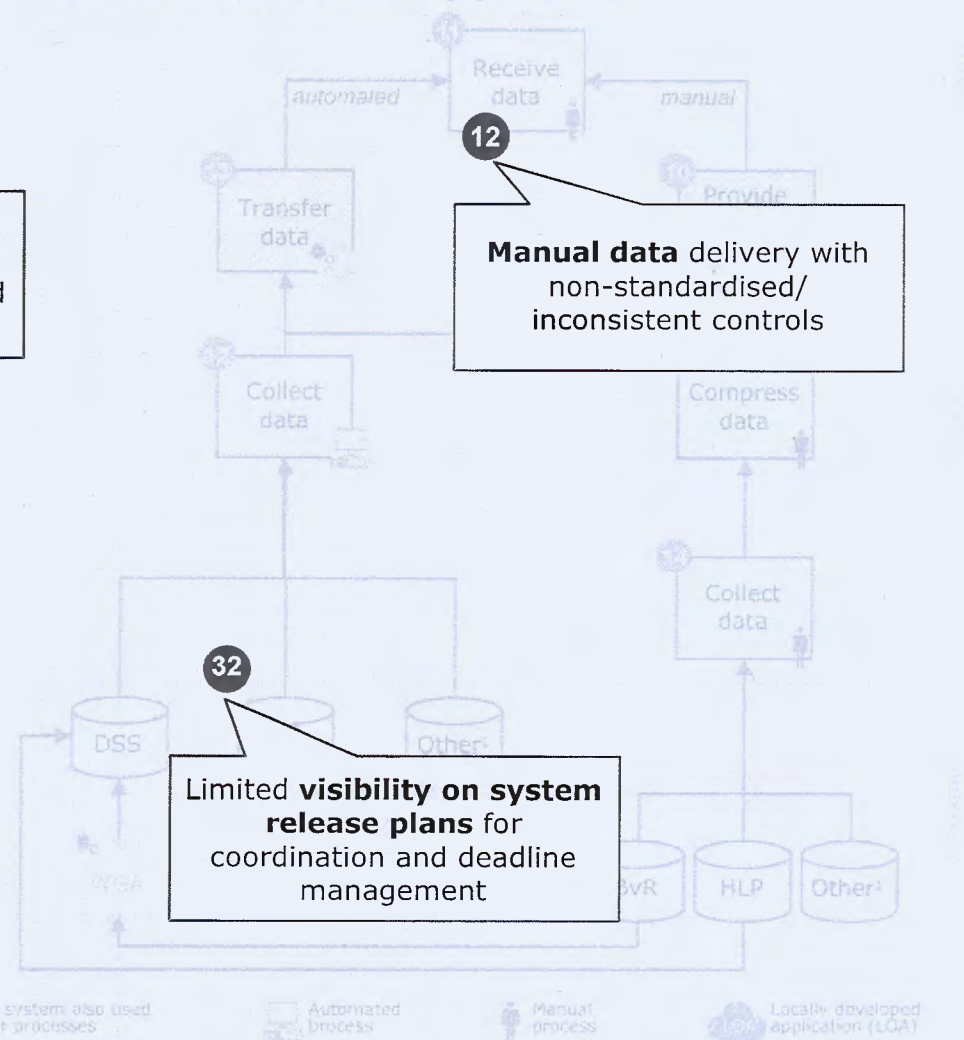 Receive
data
automated
manual
12
Transfer
data
Provide
Manual data delivery with
non-standardised/
inconsistent controls
Collect
data
Compress
data
Collect
data
32
DSS
Other
Limited visibility on system
release plans for
coordination and deadline
management
BvR
HLP
Other
system also used
processes
Automated
process
Manual
process
Locally developed
application (LOA)